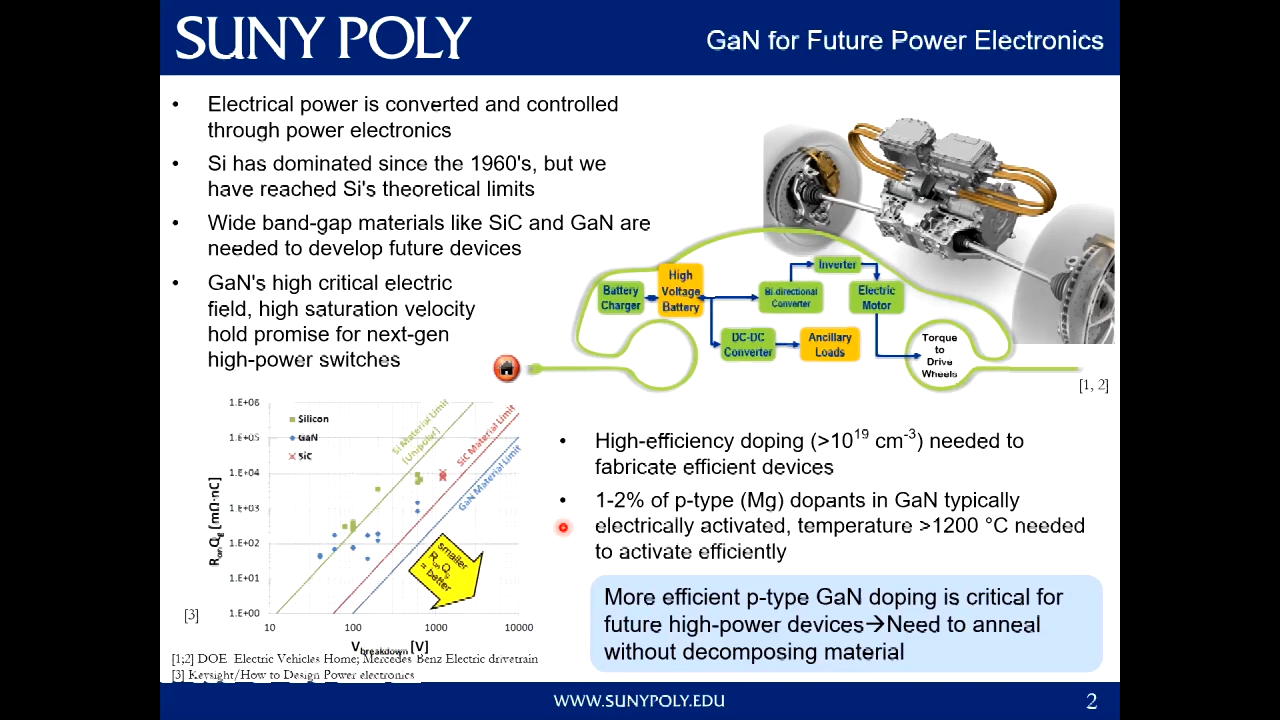 SUNY POLY
GaN for Future Power Electronics
• Electrical power is converted and controlled
through power electronics
• Si has dominated since the 1960's, but we
have reached Si's theoretical limits
• Wide band-gap materials like SiC and GaN are
needed to develop future devices
• GaN's high critical electric
field, high saturation velocity
hold promise for next-gen
high-power switches
Battery
Charger
High
Voltage
Battery
Bi-directional
Converter
Inverter
Electric
Motor
DC-DC
Converter
Ancillary
Loads
Torque
to
Drive
Wheels
[1, 2]
1.E+06
1.E+05
1.E+04
1.E+03
1.E+02
1.E+01
1.E+00
RonQg [mΩ·nC]
Silicon
GaN
SiC
Si Material Limit
(Unipolar)
SiC Material Limit
GaN Material Limit
smaller
RonQg
= better
10
100
1000
10000
Vbreakdown [V]
[3]
[1,2] DOE Electric Vehicles Home; Mercedes Benz Electric drivetrain
[3] Keysight/How to Design Power electronics
• High-efficiency doping (>10¹⁹ cm⁻³) needed to
fabricate efficient devices
• 1-2% of p-type (Mg) dopants in GaN typically
electrically activated, temperature >1200 °C needed
to activate efficiently
More efficient p-type GaN doping is critical for
future high-power devices→Need to anneal
without decomposing material
WWW.SUNYPOLY.EDU
2